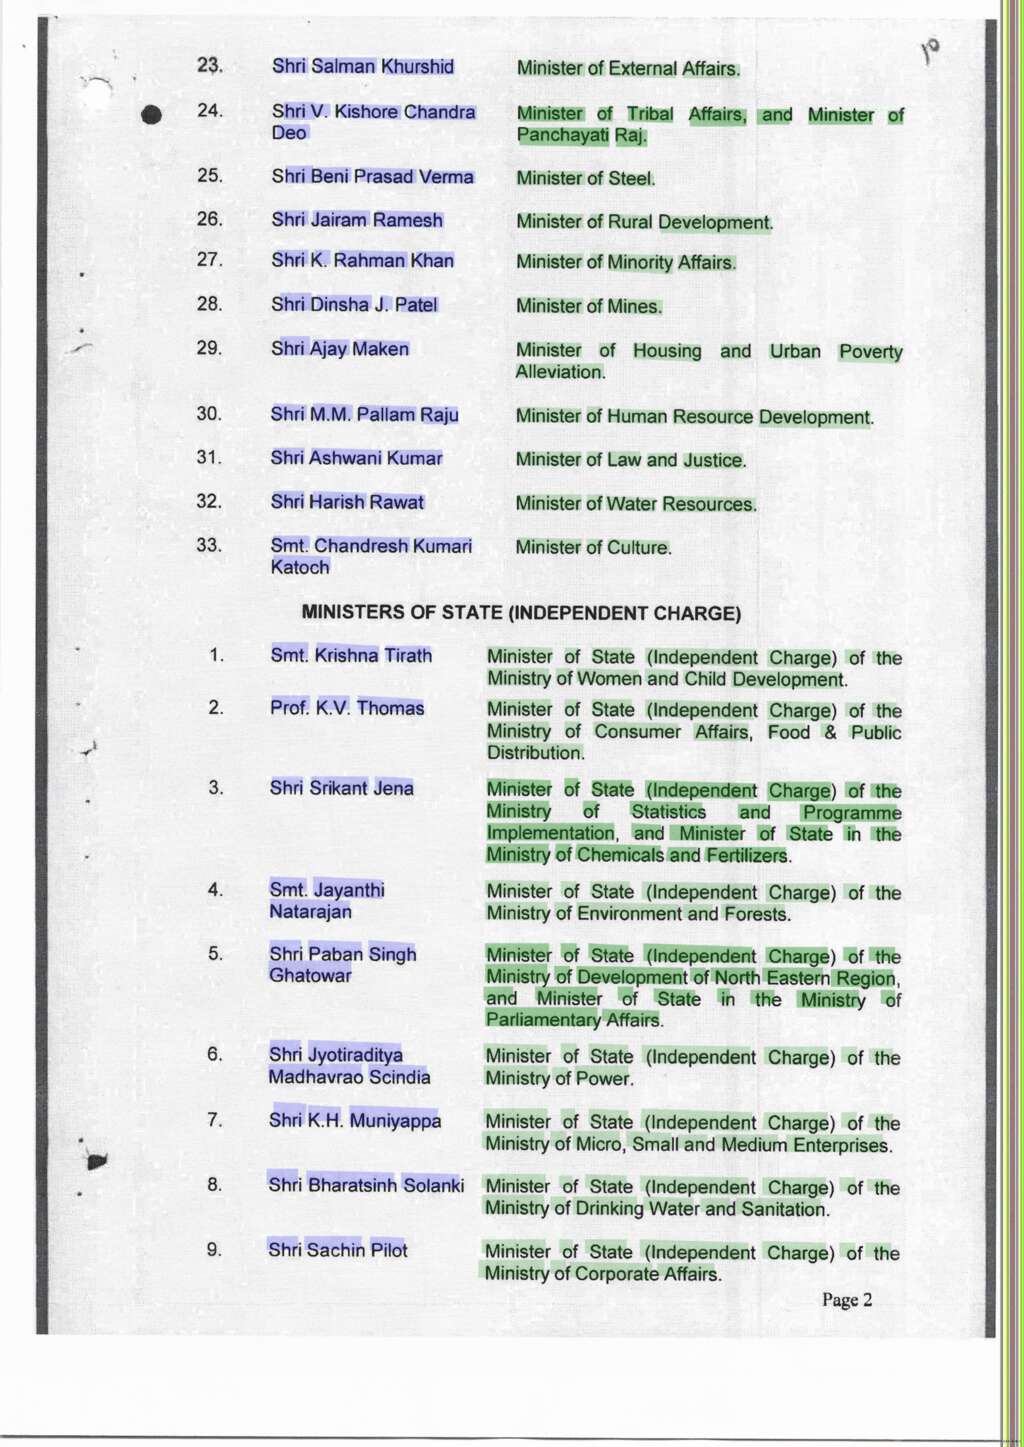 23. Shri Salman Khurshid Minister of External Affairs.
24. Shri V. Kishore Chandra Minister of Tribal Affairs, and Minister of
Deo Panchayati Raj.
25. Shri Beni Prasad Verma Minister of Steel.
26. Shri Jairam Ramesh Minister of Rural Development.
27. Shri K. Rahman Khan Minister of Minority Affairs.
28. Shri Dinsha J. Patel Minister of Mines.
29. Shri Ajay Maken Minister of Housing and Urban Poverty
Alleviation.
30. Shri M.M. Pallam Raju Minister of Human Resource Development.
31. Shri Ashwani Kumar Minister of Law and Justice.
32. Shri Harish Rawat Minister of Water Resources.
33. Smt. Chandresh Kumari Minister of Culture.
Katoch
MINISTERS OF STATE (INDEPENDENT CHARGE)
1. Smt. Krishna Tirath Minister of State (Independent Charge) of the
Ministry of Women and Child Development.
2. Prof. K.V. Thomas Minister of State (Independent Charge) of the
Ministry of Consumer Affairs, Food & Public
Distribution.
3. Shri Srikant Jena Minister of State (Independent Charge) of the
Ministry of Statistics and Programme
Implementation, and Minister of State in the
Ministry of Chemicals and Fertilizers.
4. Smt. Jayanthi Minister of State (Independent Charge) of the
Natarajan Ministry of Environment and Forests.
5. Shri Paban Singh Minister of State (Independent Charge) of the
Ghatowar Ministry of Development of North Eastern Region,
and Minister of State in the Ministry of
Parliamentary Affairs.
6. Shri Jyotiraditya Minister of State (Independent Charge) of the
Madhavrao Scindia Ministry of Power.
7. Shri K.H. Muniyappa Minister of State (Independent Charge) of the
Ministry of Micro, Small and Medium Enterprises.
8. Shri Bharatsinh Solanki Minister of State (Independent Charge) of the
Ministry of Drinking Water and Sanitation.
9. Shri Sachin Pilot Minister of State (Independent Charge) of the
Ministry of Corporate Affairs.
Page 2